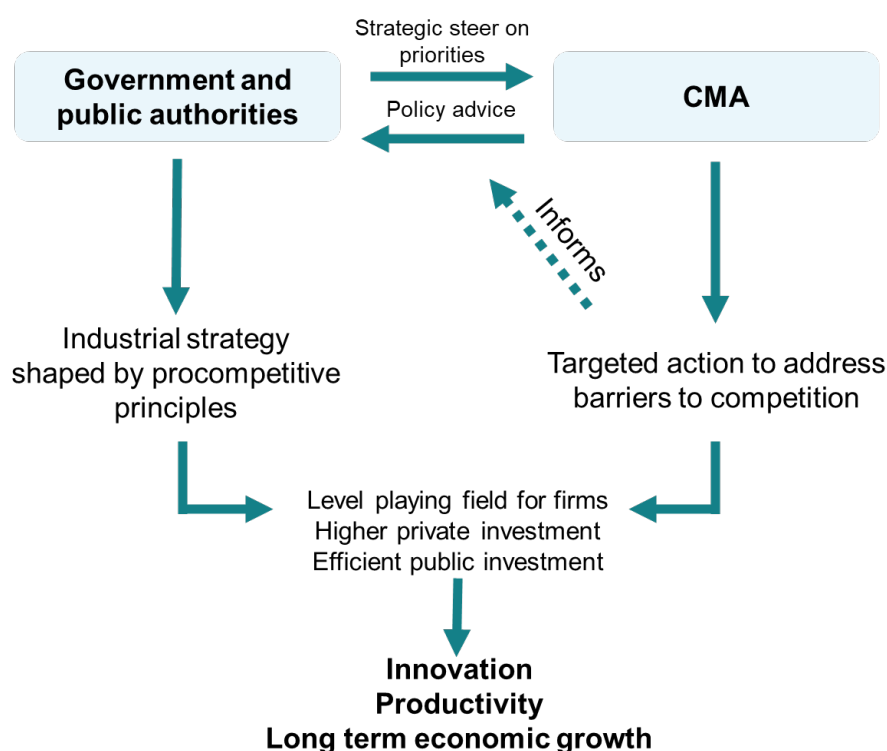 Strategic steer on
priorities
Government and
public authorities
CMA
Policy advice
Informs
Industrial strategy
shaped by procompetitive
principles
Targeted action to address
barriers to competition
Level playing field for firms
Higher private investment
Efficient public investment
Innovation
Productivity
Long term economic growth